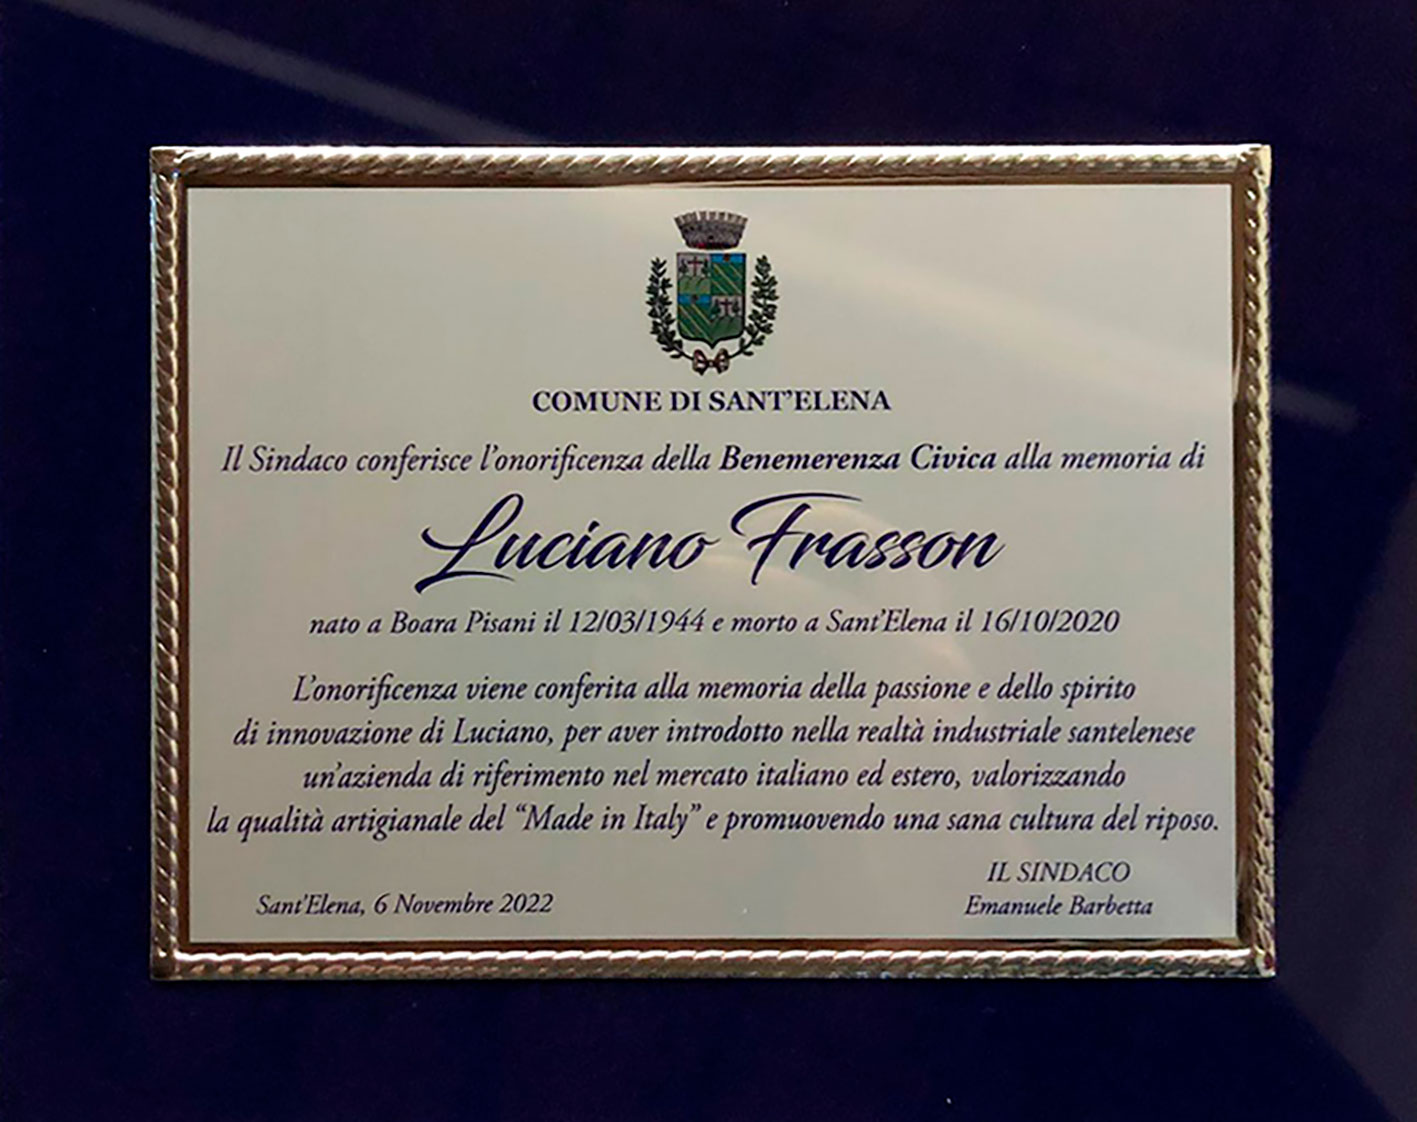 COMUNE DI SANT'ELENA
Il Sindaco conferisce l'onorificenza della Benemerenza Civica alla memoria di
Luciano Frasson
nato a Boara Pisani il 12/03/1944 e morto a Sant'Elena il 16/10/2020
L'onorificenza viene conferita alla memoria della passione e dello spirito
di innovazione di Luciano, per aver introdotto nella realtà industriale santelenese
un'azienda di riferimento nel mercato italiano ed estero, valorizzando
la qualità artigianale del “Made in Italy” e promuovendo una sana cultura del riposo.
Sant'Elena, 6 Novembre 2022
IL SINDACO
Emanuele Barbetta